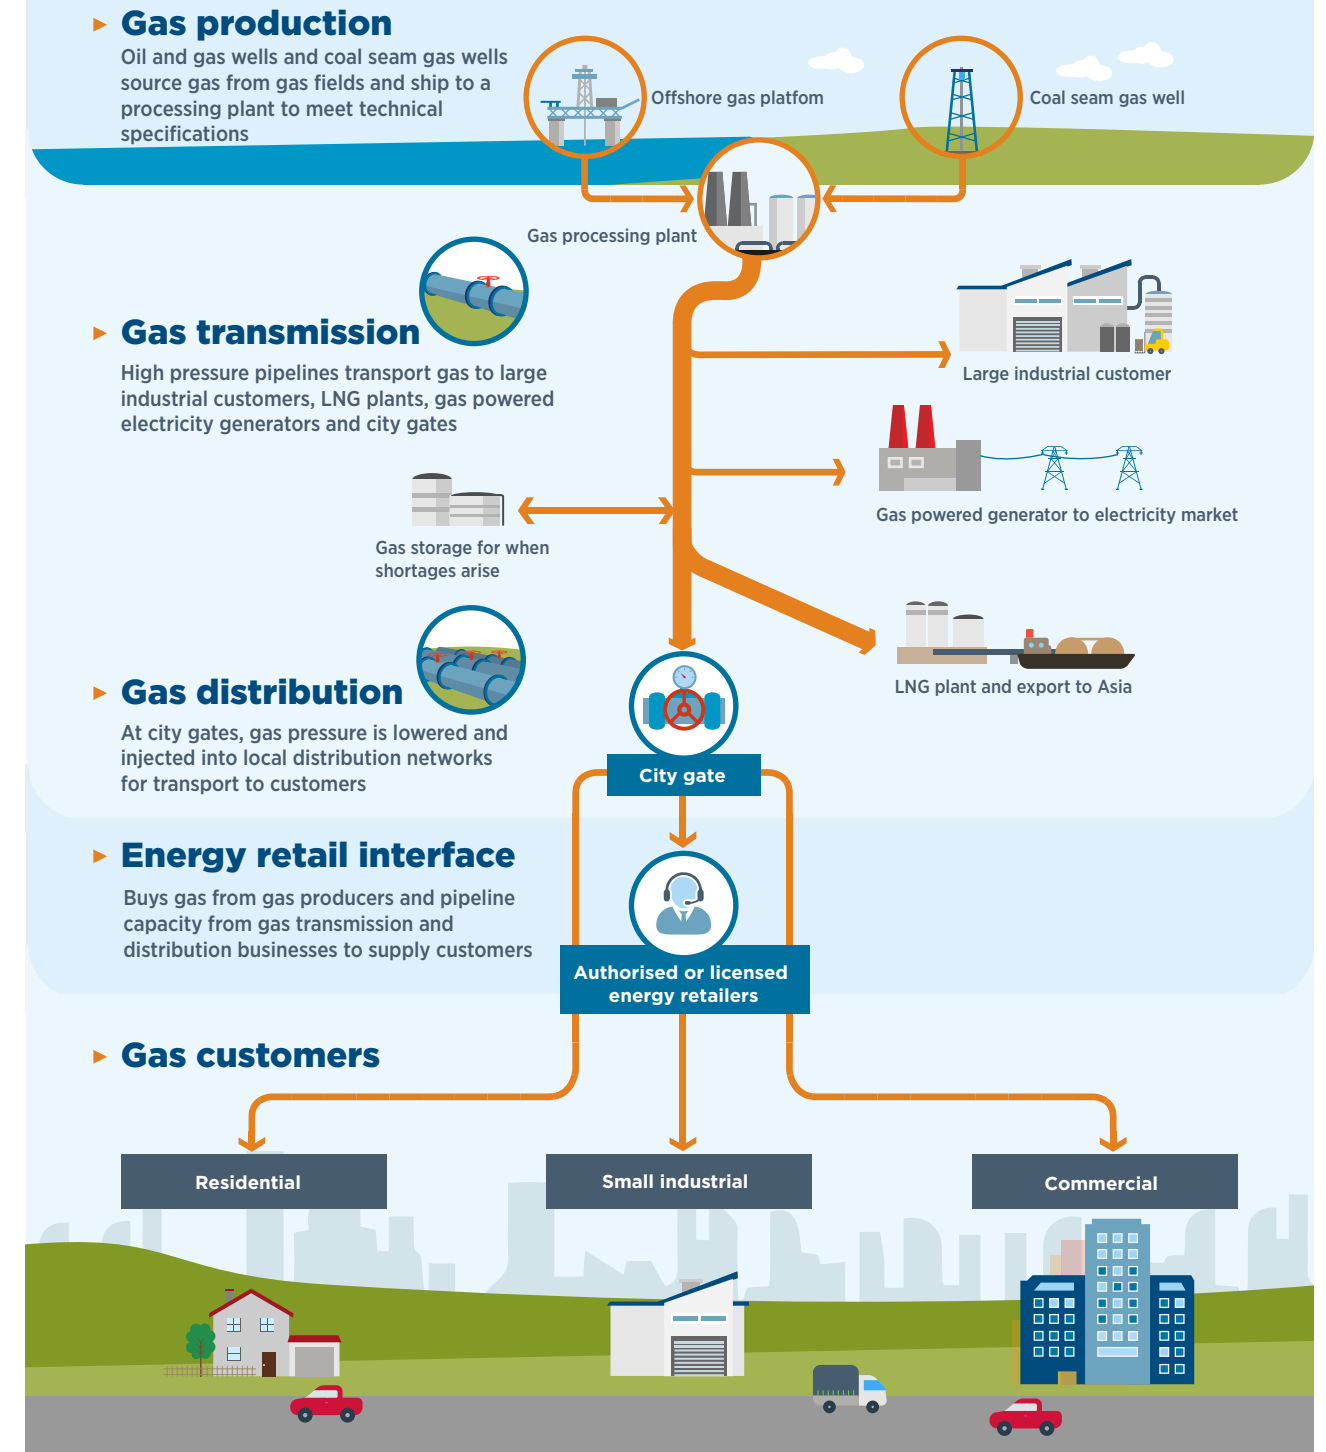 Gas production
Oil and gas wells and coal seam gas wells
source gas from gas fields and ship to a
processing plant to meet technical
specifications
Offshore gas platfom
Coal seam gas well
Gas processing plant
Gas transmission
High pressure pipelines transport gas to large
industrial customers, LNG plants, gas powered
electricity generators and city gates
Large industrial customer
Gas powered generator to electricity market
Gas storage for when
shortages arise
LNG plant and export to Asia
Gas distribution
At city gates, gas pressure is lowered and
injected into local distribution networks
for transport to customers
City gate
Energy retail interface
Buys gas from gas producers and pipeline
capacity from gas transmission and
distribution businesses to supply customers
Authorised or licensed
energy retailers
Gas customers
Residential
Small industrial
Commercial